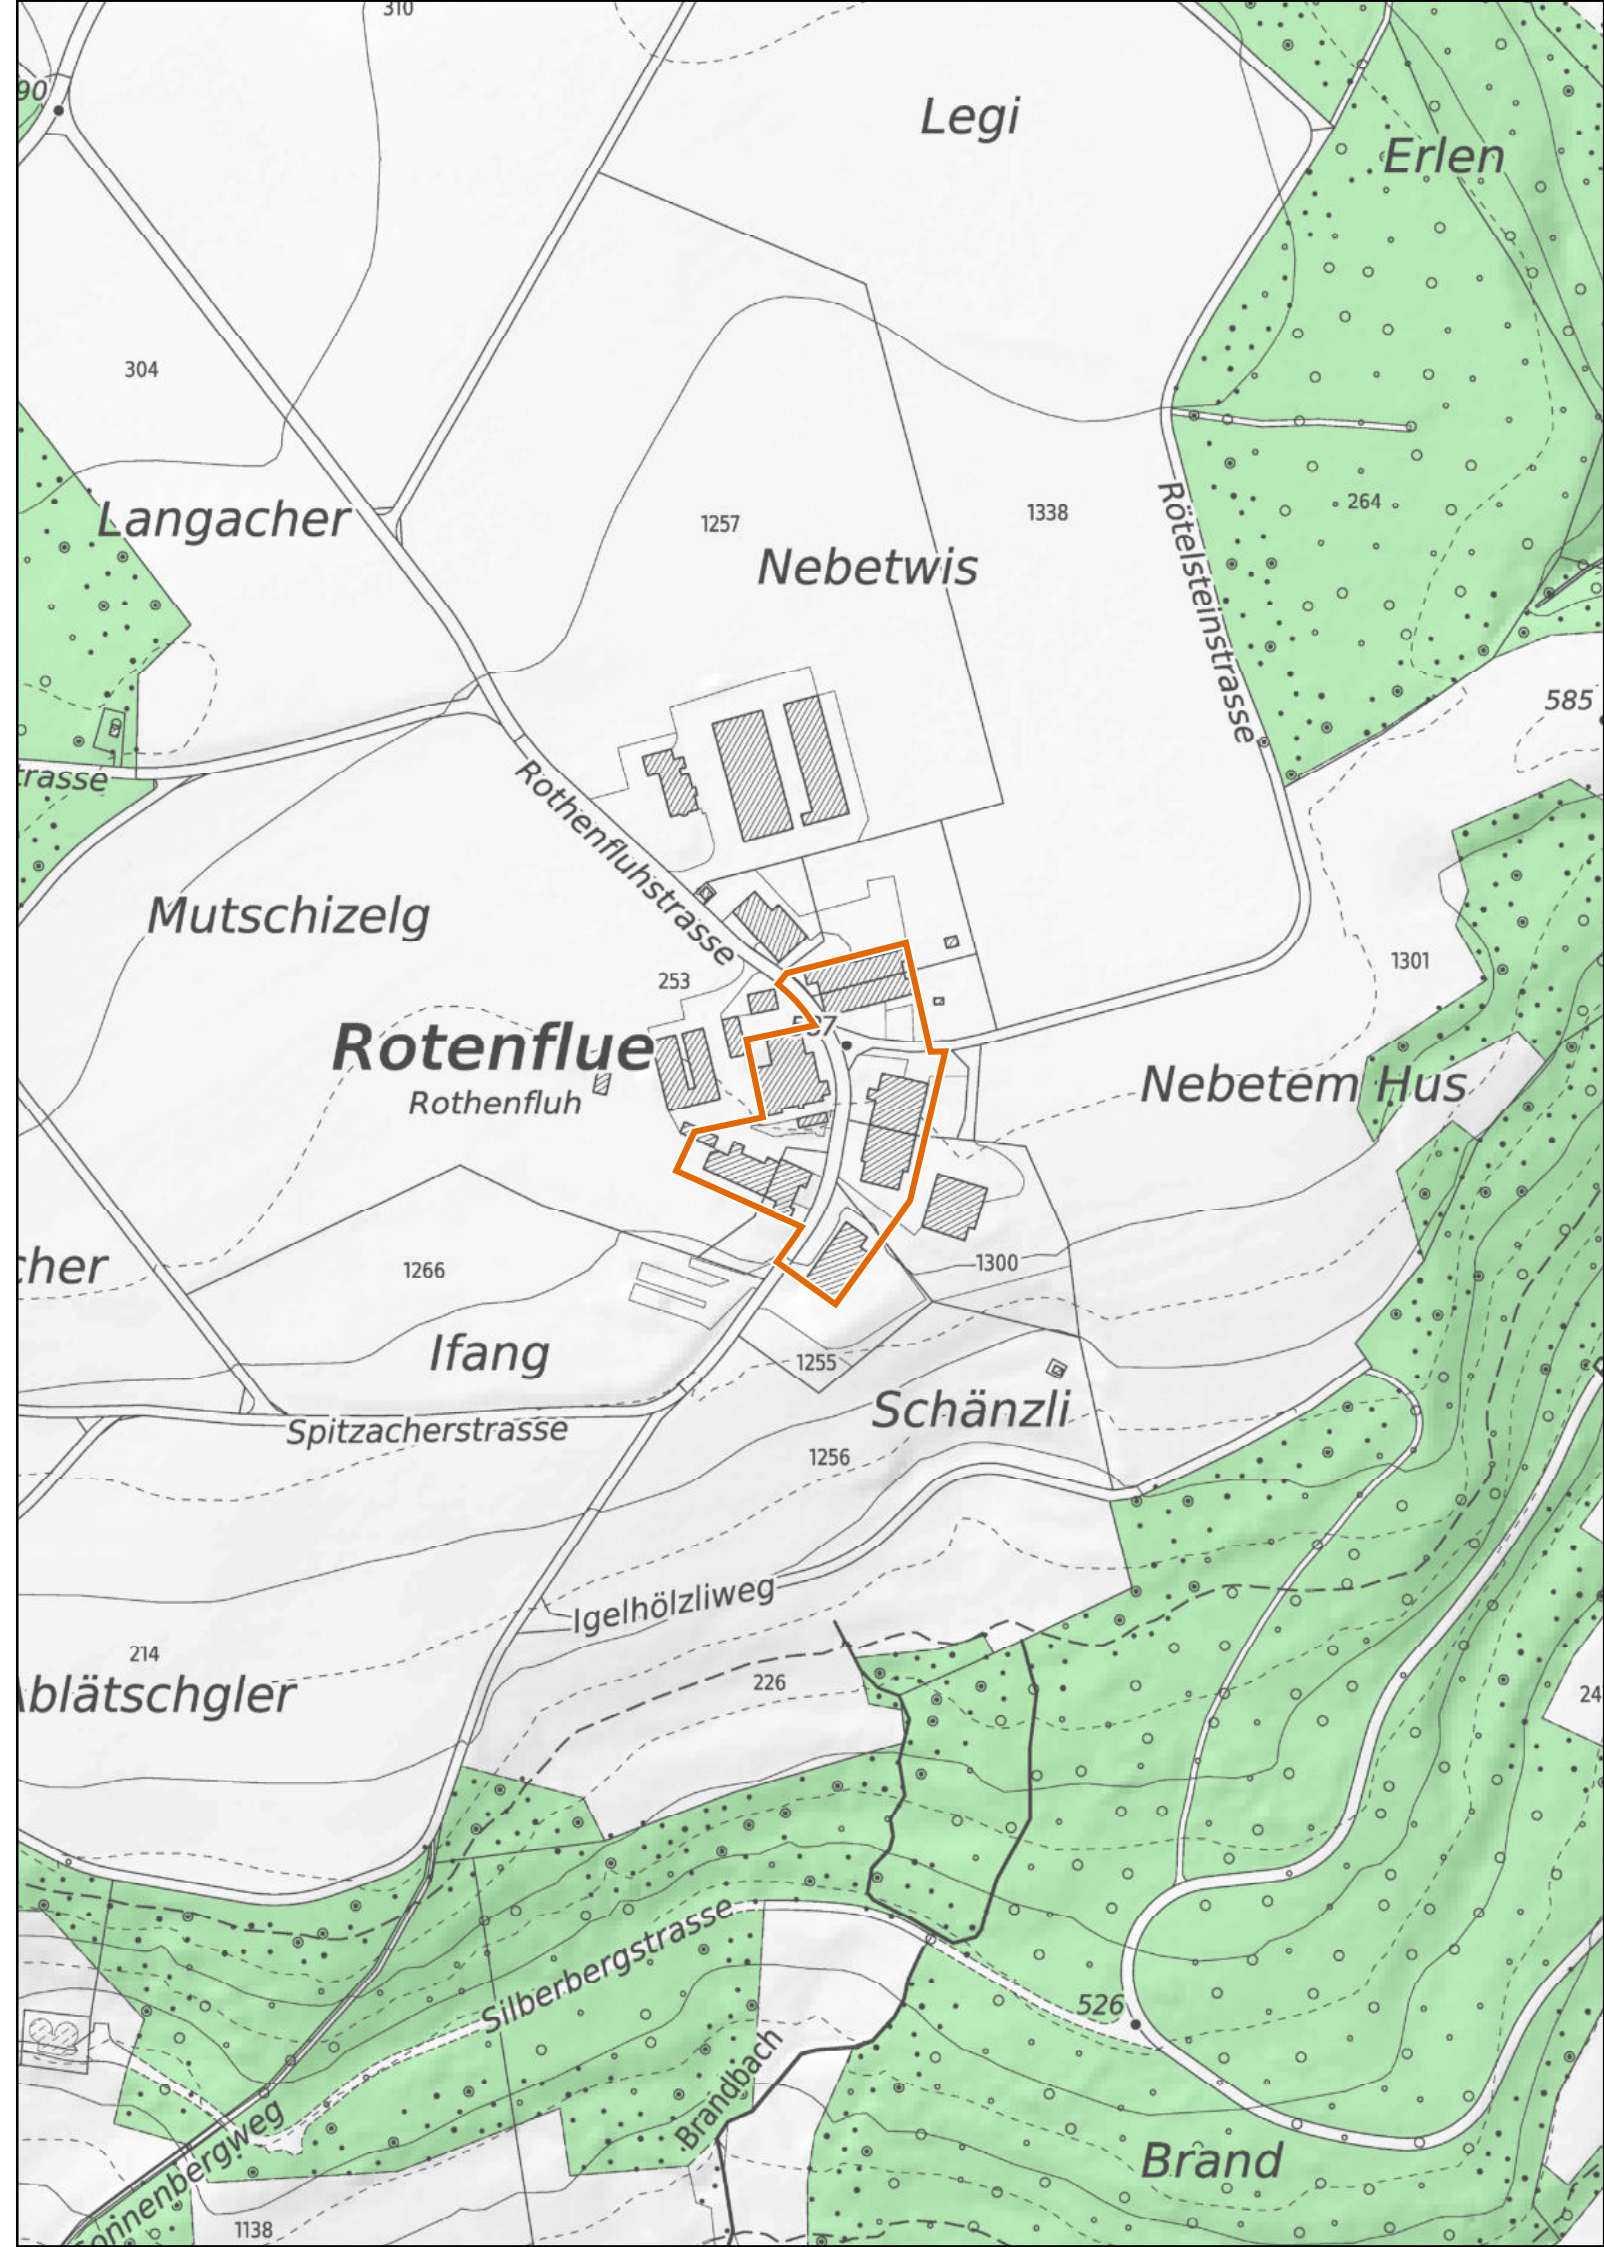 310
Legi
90
Erlen
304
264
Langacher
1257
1338
Nebetwis
Rötelsteinstrasse
585
trasse
Rothenfluhstrasse
Mutschizelg
253
1301
Rotenflue
Rothenfluh
Nebetem Hus
cher
1266
1300
Ifang
1255
Schänzli
Spitzacherstrasse
1256
Igelhölzliweg
214
226
blätschgler
24
Silberbergstrasse
526
Brandbach
onnenbergweg
Brand
1138